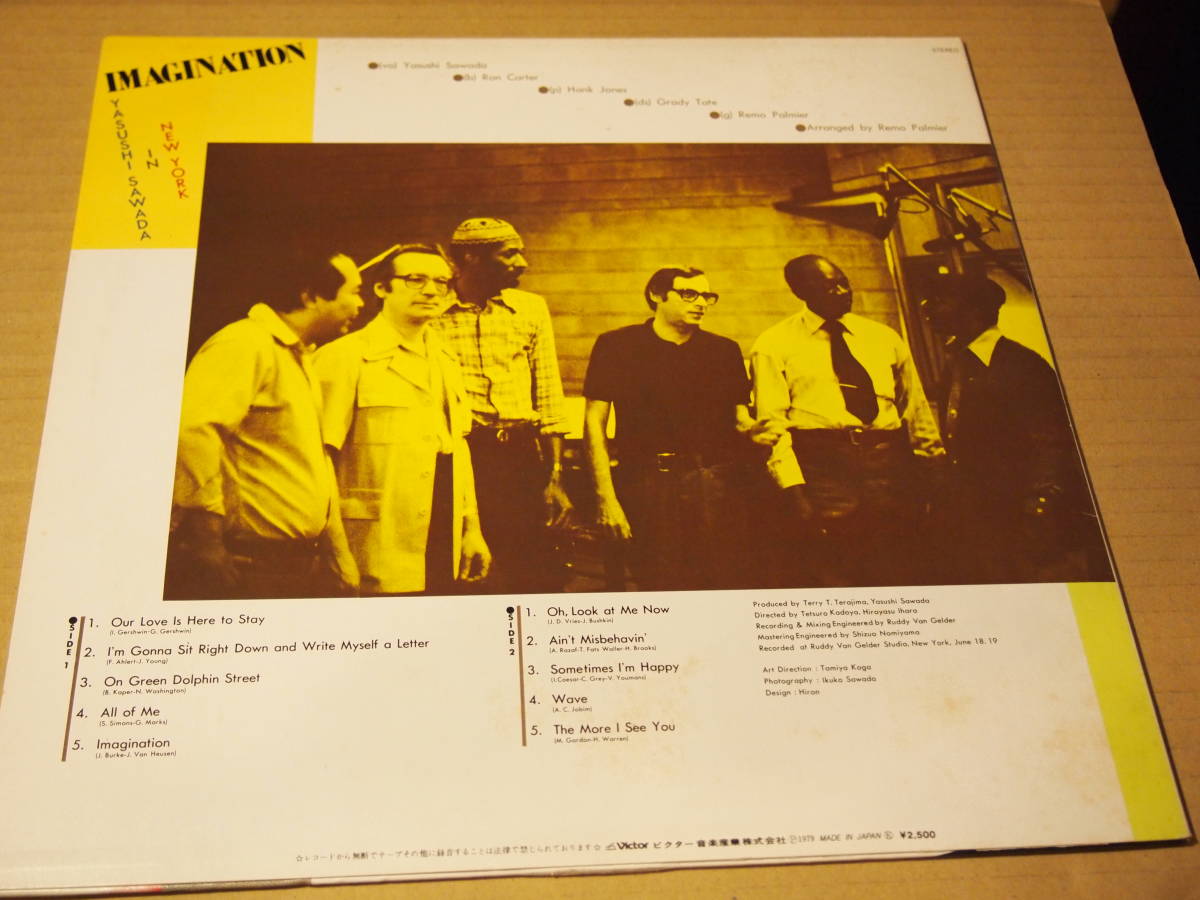 IMAGINATION
YASUSHI SAWADA
IN
NEW YORK
STEREO
●(vo) Yasushi Sawada
●(b) Ron Carter
●(p) Hank Jones
●(ds) Grady Tate
●(g) Remo Palmier
●Arranged by Remo Palmier
●SIDE 1
1. Our Love Is Here to Stay
(I. Gershwin-G. Gershwin)
2. I'm Gonna Sit Right Down and Write Myself a Letter
(F. Ahlert-J. Young)
3. On Green Dolphin Street
(B. Kaper-N. Washington)
4. All of Me
(S. Simons-G. Marks)
5. Imagination
(J. Burke-J. Van Heusen)
●SIDE 2
1. Oh, Look at Me Now
(J. D. Vries-J. Bushkin)
2. Ain't Misbehavin'
(A. Razaf-T. Fats Waller-H. Brooks)
3. Sometimes I'm Happy
(I. Coesar-C. Grey-V. Youmans)
4. Wave
(A. C. Jobim)
5. The More I See You
(M. Gordon-H. Warren)
Produced by Terry T. Terajima, Yasushi Sawada
Directed by Tetsuro Kadoya, Hirayasu Ihara
Recording & Mixing Engineered by Ruddy Van Gelder
Mastering Engineered by Shizuo Nomiyama
Recorded at Ruddy Van Gelder Studio, New York, June 18. 19
Art Direction : Tamiya Koga
Photography : Ikuko Sawada
Design : Hiron
☆レコードから無断でテープその他に録音することは法律で禁じられております☆ Victor ビクター音楽産業株式会社 Ⓟ1979 MADE IN JAPAN ¥2,500